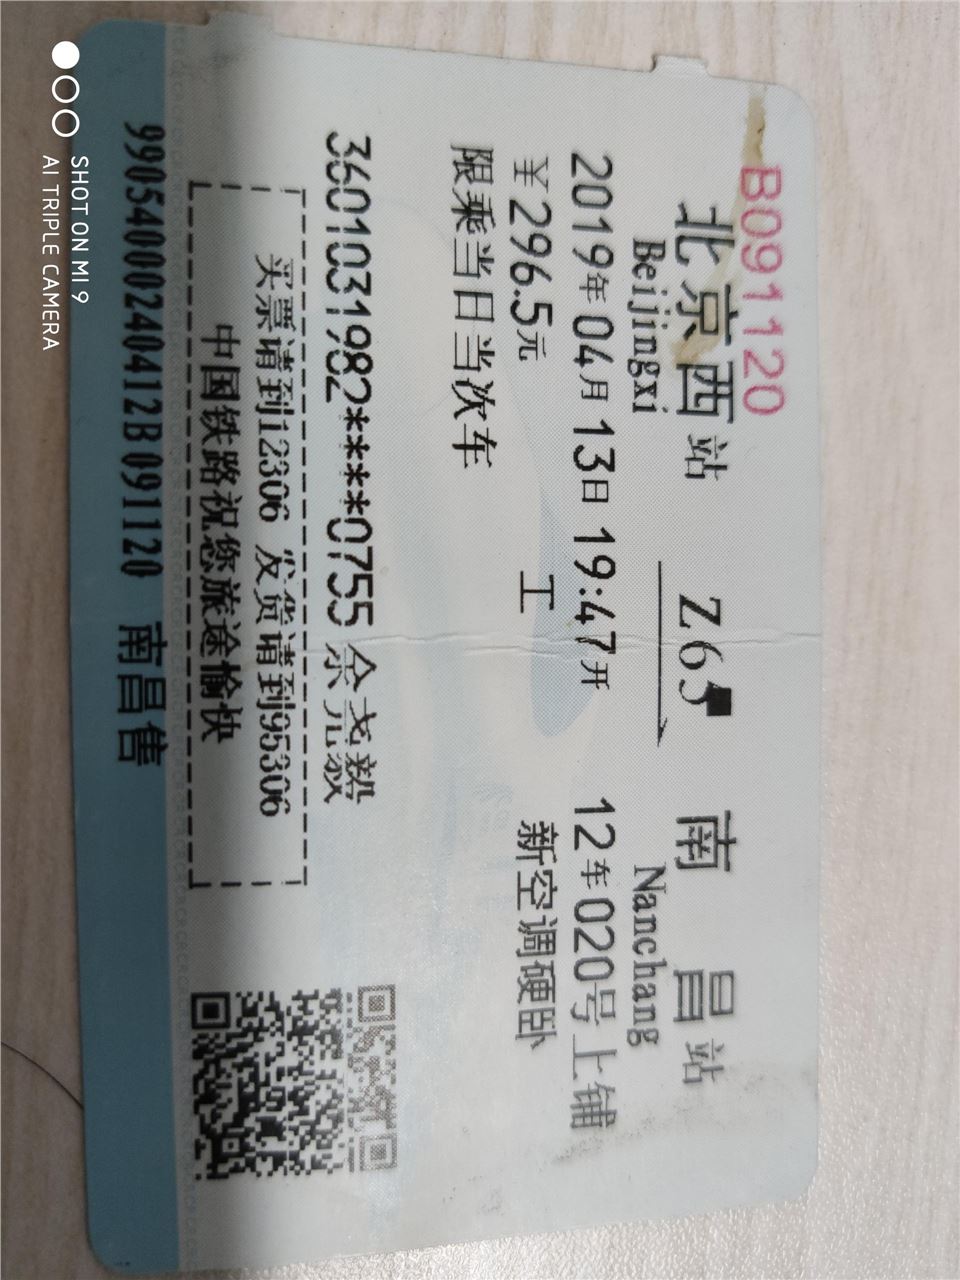 B091120
北京西站 Z65 南昌站
Beijingxi Nanchang
2019年04月13日 19:47开 12车020号上铺
¥296.5元 工 新空调硬卧
限乘当日当次车
3601031982****0755
买票请到12306 发货请到95306
中国铁路祝您旅途愉快
99054000240412B091120 南昌售
SHOT ON MI 9
AI TRIPLE CAMERA